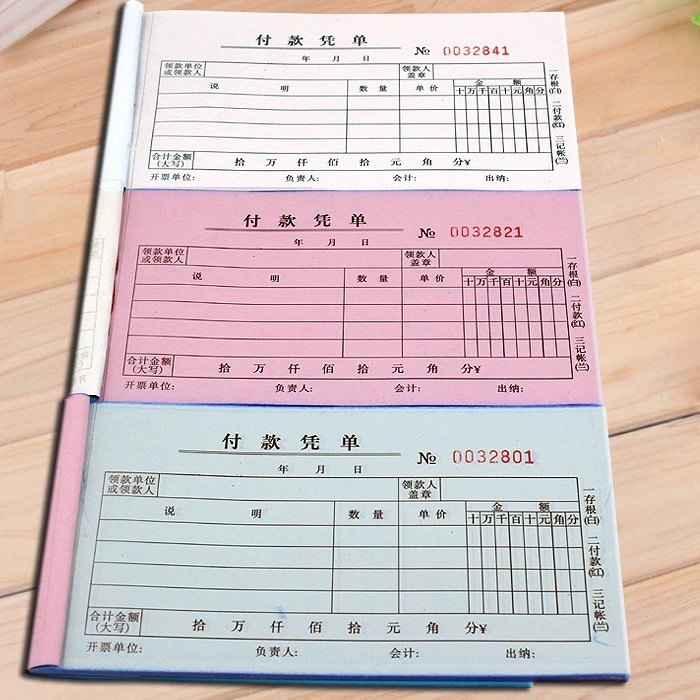 付款凭单
№ 0032841
年 月 日
领款单位
或领款人
领款人
盖章
说 明
数量
单价
金 额
十万千百十元角分
合计金额
(大写)
拾 万 仟 佰 拾 元 角 分¥
开票单位:
负责人:
会计:
出纳:
一存根(白)
二付款(红)
三记帐(兰)
付款凭单
№ 0032821
年 月 日
领款单位
或领款人
领款人
盖章
说 明
数量
单价
金 额
十万千百十元角分
合计金额
(大写)
拾 万 仟 佰 拾 元 角 分¥
开票单位:
负责人:
会计:
出纳:
一存根(白)
二付款(红)
三记帐(兰)
付款凭单
№ 0032801
年 月 日
领款单位
或领款人
领款人
盖章
说 明
数量
单价
金 额
十万千百十元角分
合计金额
(大写)
拾 万 仟 佰 拾 元 角 分¥
开票单位:
负责人:
会计:
出纳:
一存根(白)
二付款(红)
三记帐(兰)